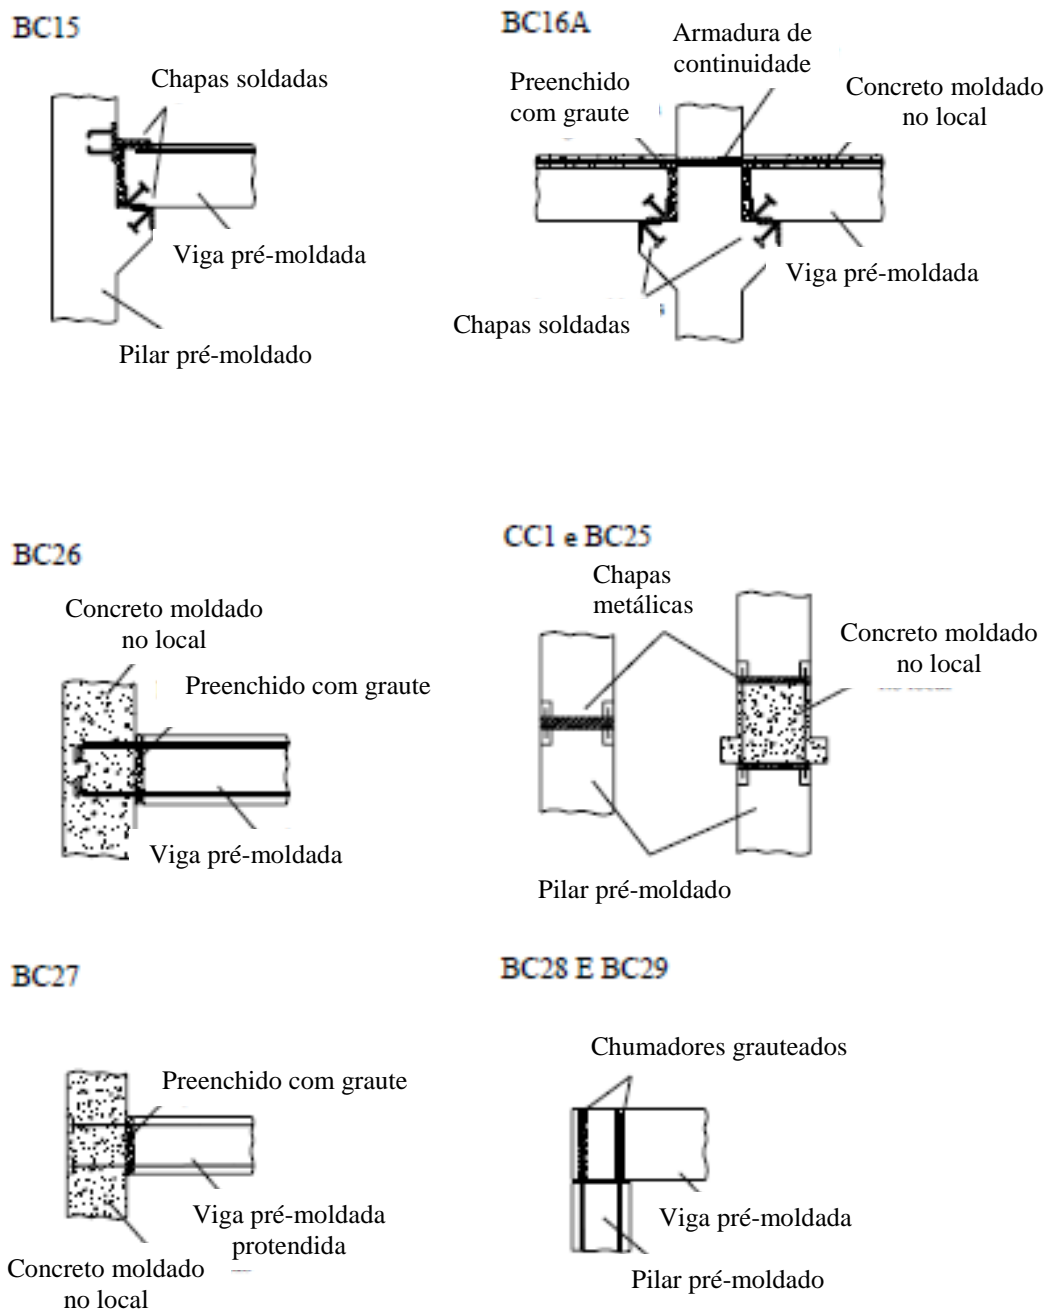 BC15
Chapas soldadas
Viga pré-moldada
Pilar pré-moldado
BC16A
Armadura de
continuidade
Preenchido
com graute
Concreto moldado
no local
Viga pré-moldada
Chapas soldadas
BC26
Concreto moldado
no local
Preenchido com graute
Viga pré-moldada
CC1 e BC25
Chapas
metálicas
Concreto moldado
no local
Pilar pré-moldado
BC27
Preenchido com graute
Viga pré-moldada
protendida
Concreto moldado
no local
BC28 E BC29
Chumadores grauteados
Viga pré-moldada
Pilar pré-moldado